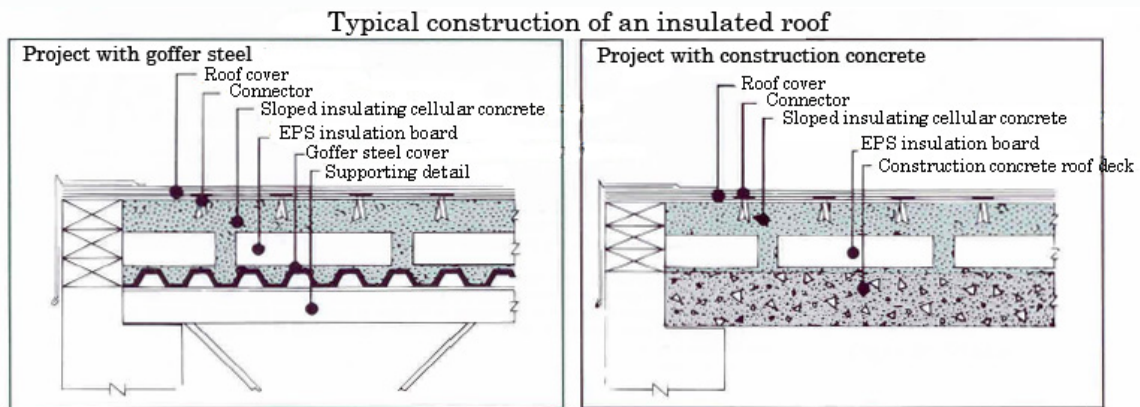 Typical construction of an insulated roof
Project with goffer steel
Roof cover
Connector
Sloped insulating cellular concrete
EPS insulation board
Goffer steel cover
Supporting detail
Project with construction concrete
Roof cover
Connector
Sloped insulating cellular concrete
EPS insulation board
Construction concrete roof deck